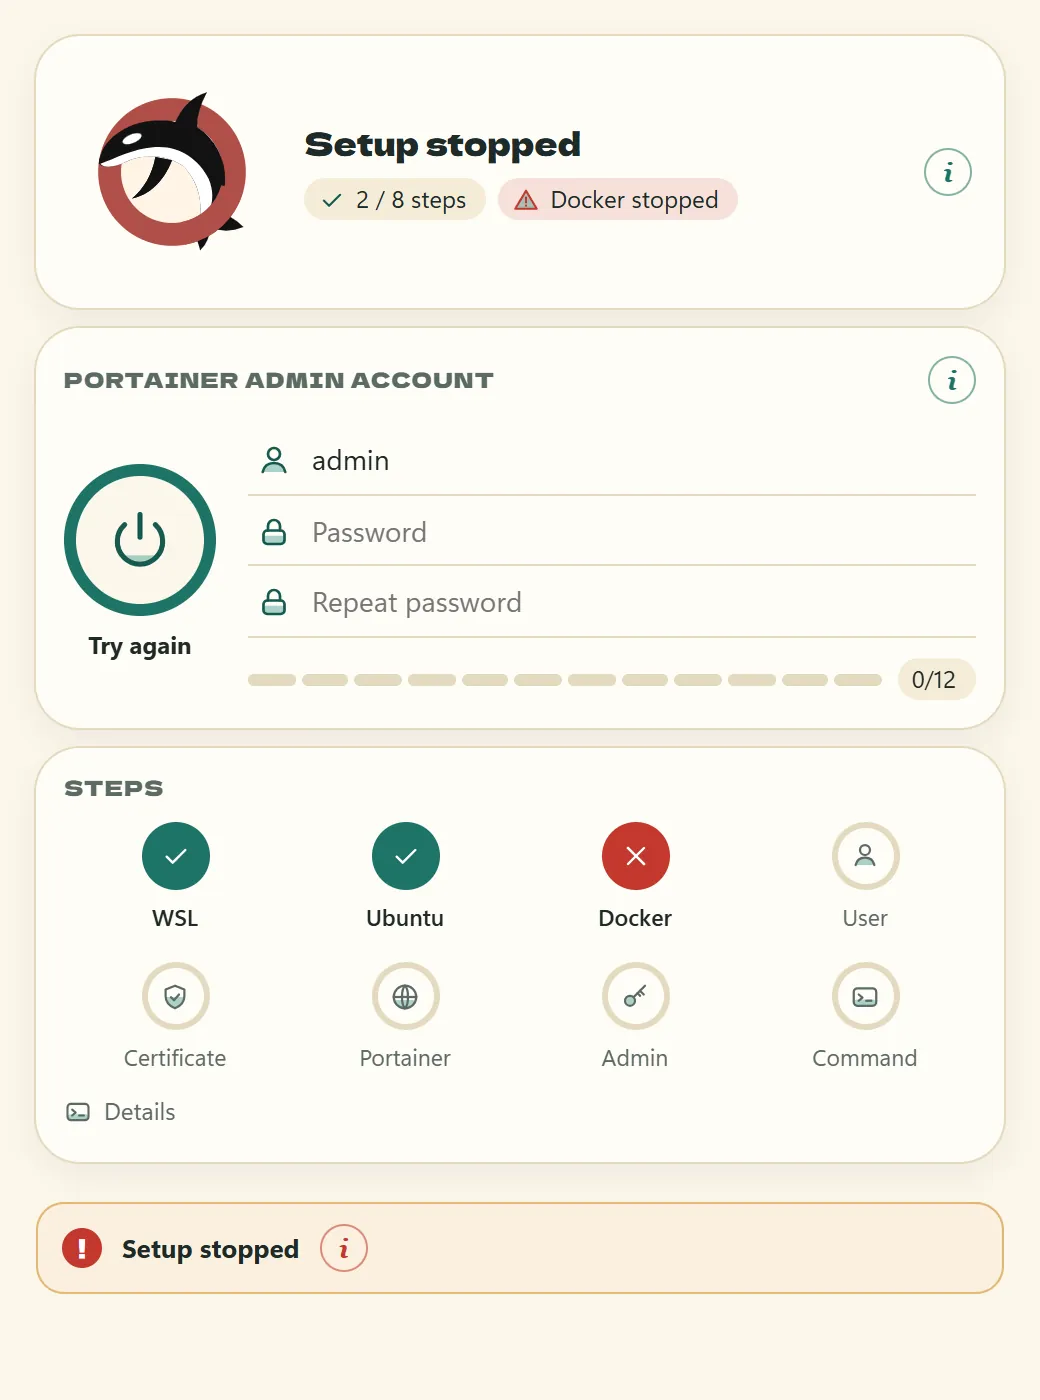 Setup stopped
i
2 / 8 steps
Docker stopped
PORTAINER ADMIN ACCOUNT
i
admin
Password
Repeat password
Try again
0/12
STEPS
WSL
Ubuntu
Docker
User
Certificate
Portainer
Admin
Command
Details
! Setup stopped i